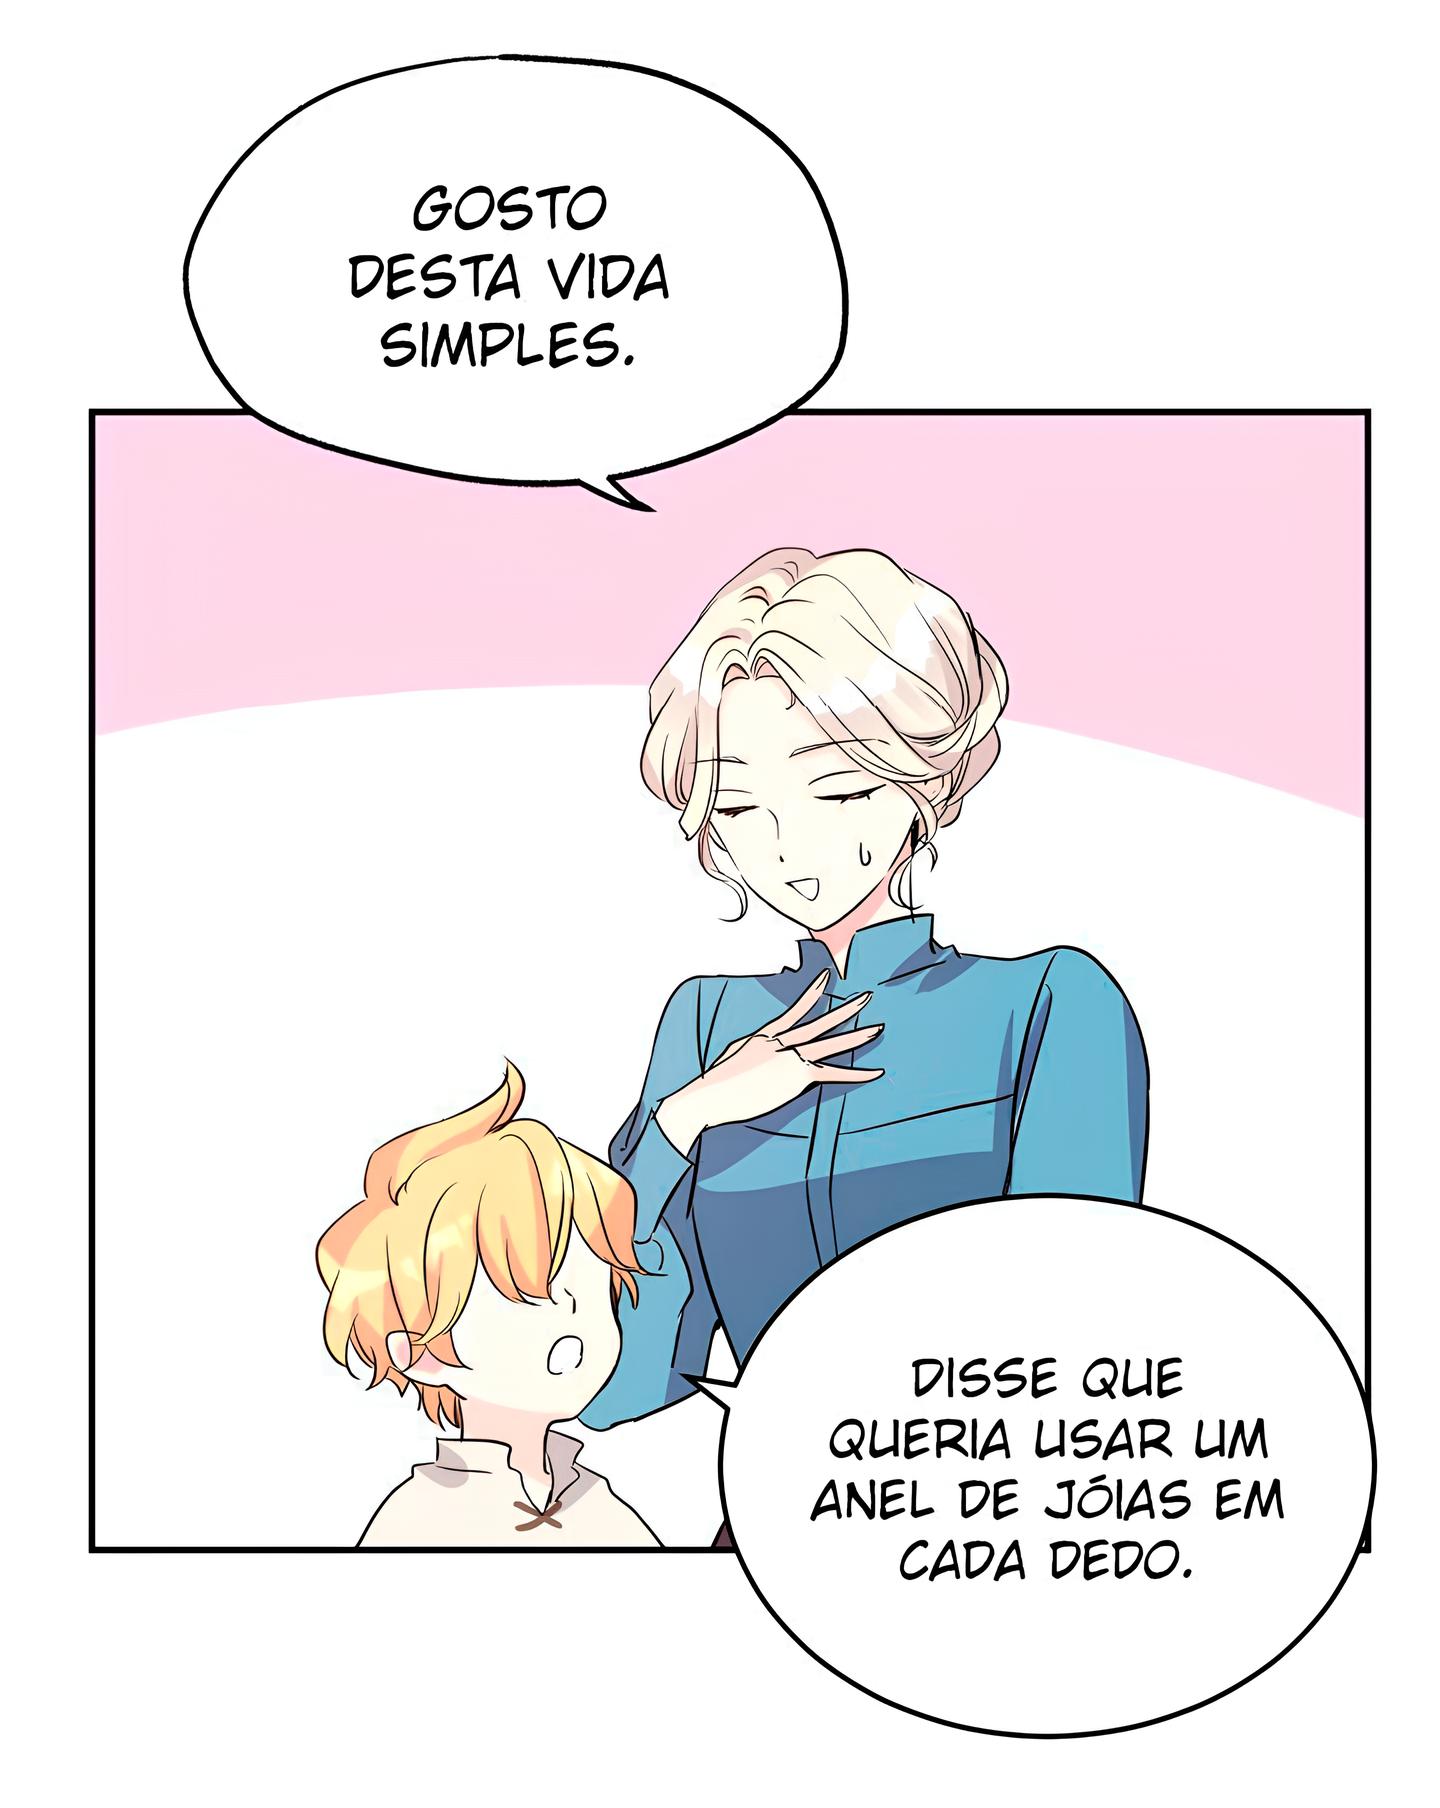 GOSTO
DESTA VIDA
SIMPLES.
DISSE QUE
QUERIA USAR UM
ANEL DE JÓIAS EM
CADA DEDO.